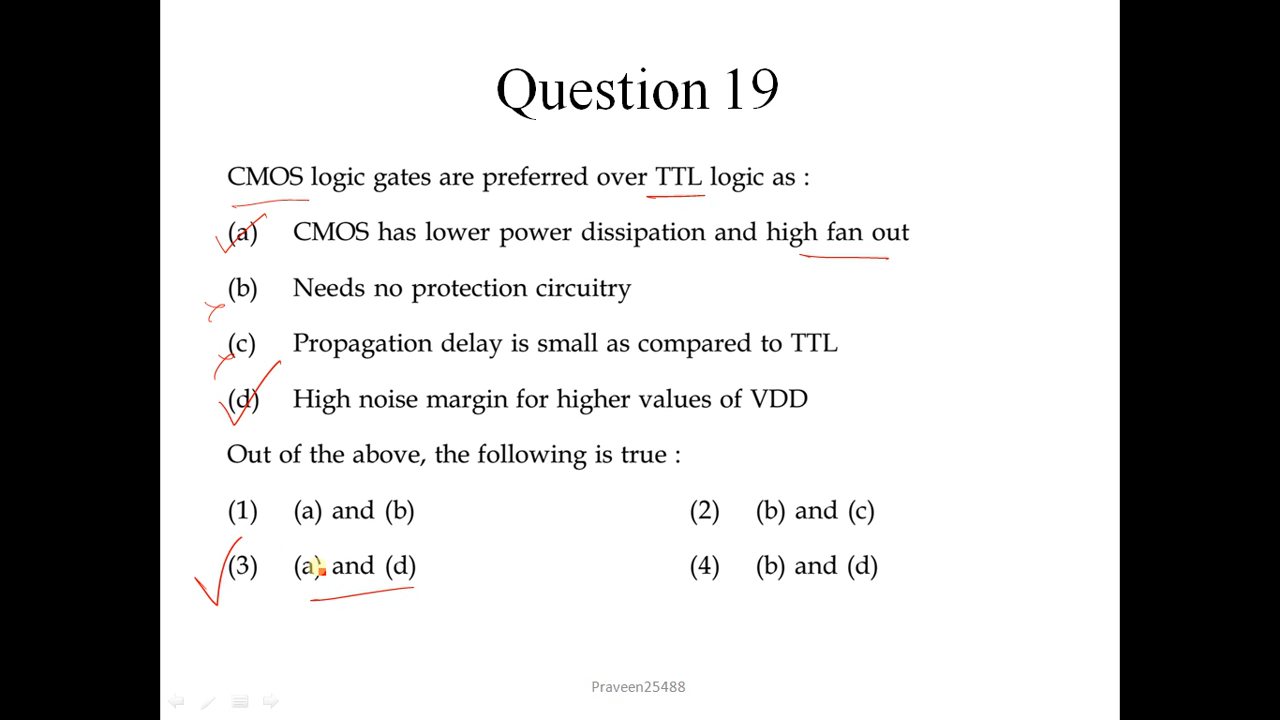 Question 19
CMOS logic gates are preferred over TTL logic as :
(a) CMOS has lower power dissipation and high fan out
(b) Needs no protection circuitry
(c) Propagation delay is small as compared to TTL
(d) High noise margin for higher values of VDD
Out of the above, the following is true :
(1) (a) and (b) (2) (b) and (c)
(3) (a) and (d) (4) (b) and (d)
Praveen25488